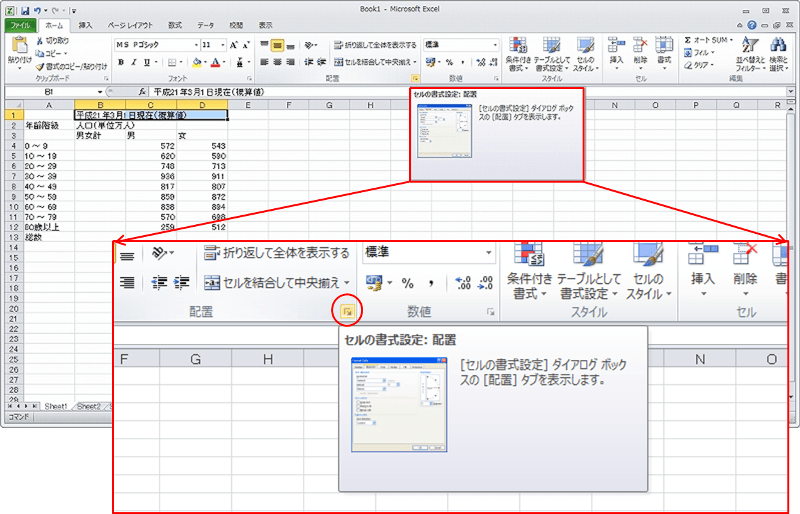 Book1 - Microsoft Excel
ファイル ホーム 挿入 ページ レイアウト 数式 データ 校閲 表示
切り取り
コピー
書式のコピー/貼り付け
貼り付け
クリップボード
ＭＳ Ｐゴシック 11
B I U
フォント
折り返して全体を表示する
セルを結合して中央揃え
配置
標準
数値
条件付き書式 テーブルとして書式設定 セルのスタイル
スタイル
挿入 削除 書式
セル
Σ オート SUM
フィル
クリア
並べ替えと フィルター 検索と選択
編集
B1 fx 平成21年3月1日現在(概算値)
A B C D E F G H N O P Q R
1 平成21年3月1日現在(概算値)
2 年齢階級 人口(単位万人)
3 男女計 男 女
4 0 ～ 9 572 543
5 10 ～ 19 620 590
6 20 ～ 29 748 713
7 30 ～ 39 936 911
8 40 ～ 49 817 807
9 50 ～ 59 859 872
10 60 ～ 69 838 894
11 70 ～ 79 570 698
12 80歳以上 259 512
13 総数
14
15
16
17
18
19
20
21
22
23
24
25
26
27
28
29
Sheet1 Sheet2
コマンド
セルの書式設定: 配置
[セルの書式設定] ダイアログ ボックスの [配置] タブを表示します。
折り返して全体を表示する
セルを結合して中央揃え
配置
標準
% ,
数値
条件付き テーブルとして セルの
書式 書式設定 スタイル
スタイル
挿入 削除
セル
F G H N O
セルの書式設定: 配置
[セルの書式設定] ダイアログ ボック
スの [配置] タブを表示します。